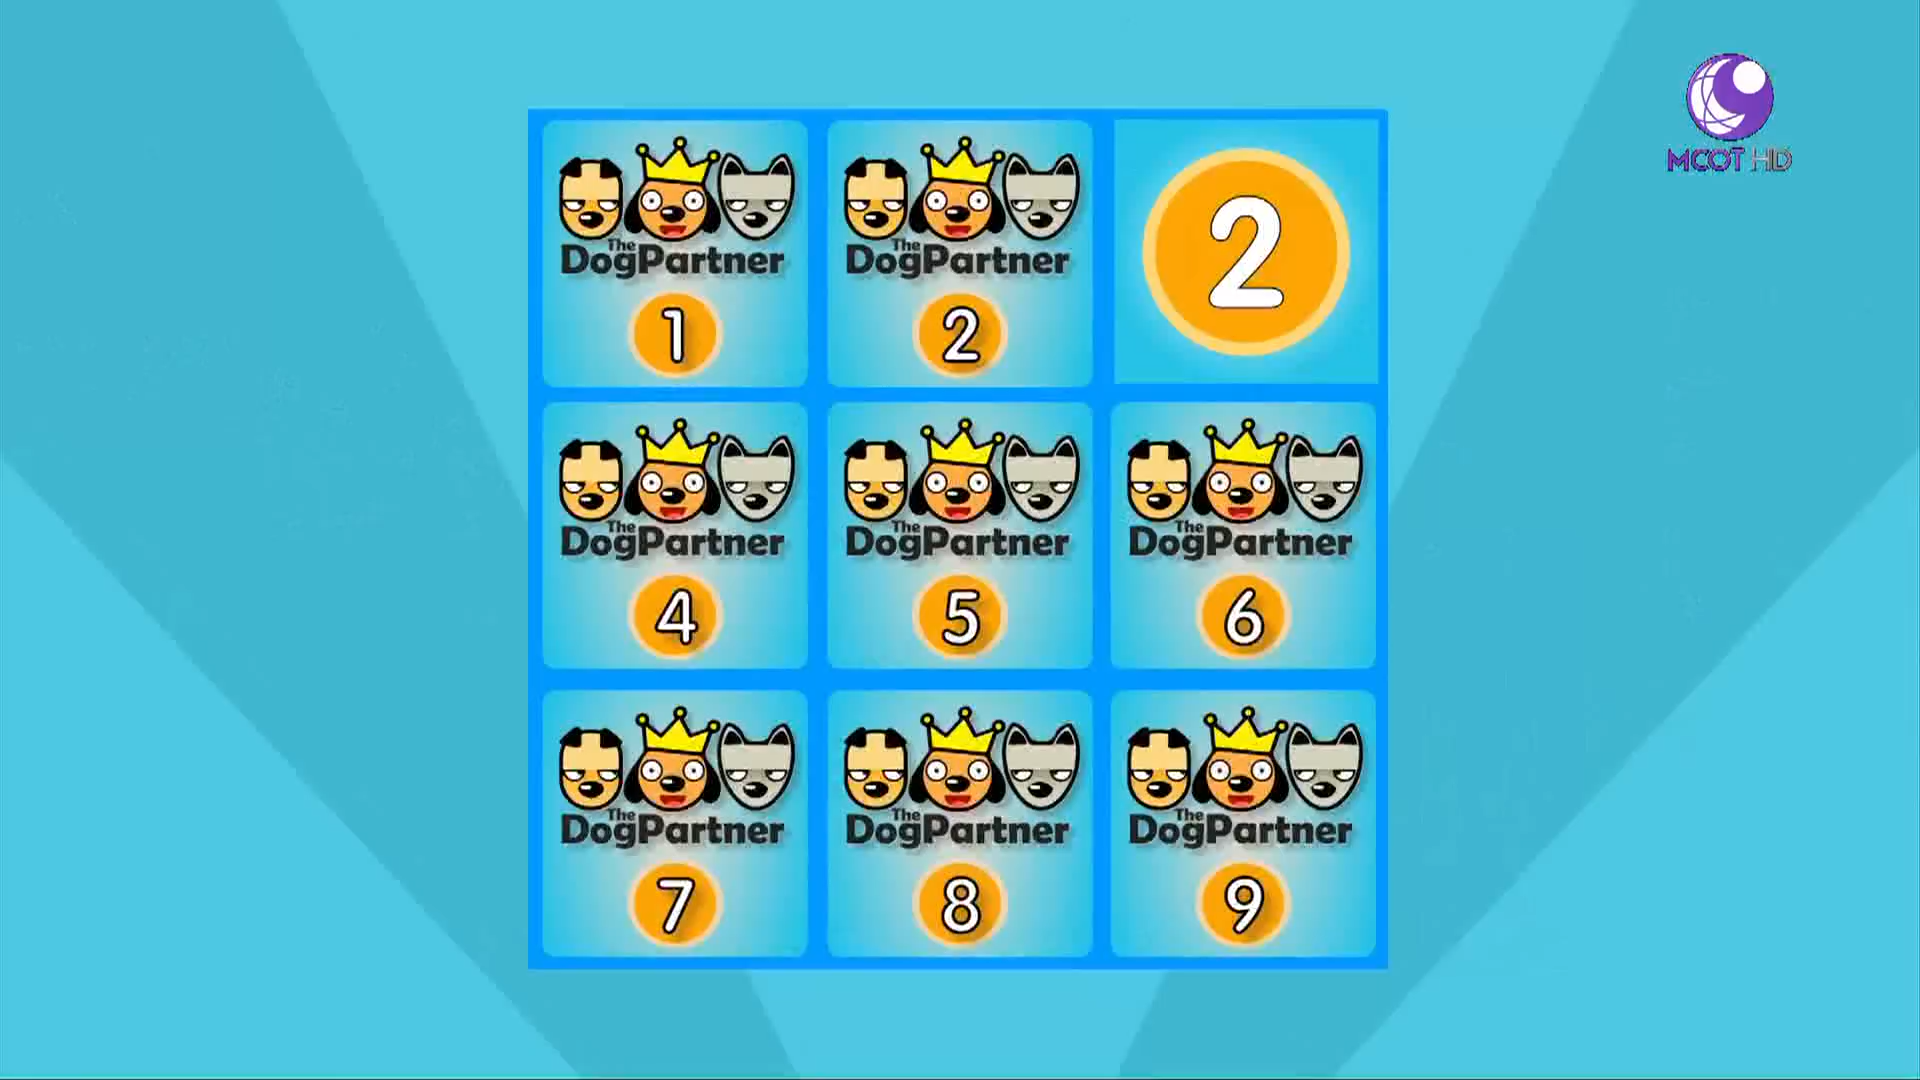 The
DogPartner
1
The
DogPartner
2
2
MCOT HD
The
DogPartner
4
The
DogPartner
5
The
DogPartner
6
The
DogPartner
7
The
DogPartner
8
The
DogPartner
9